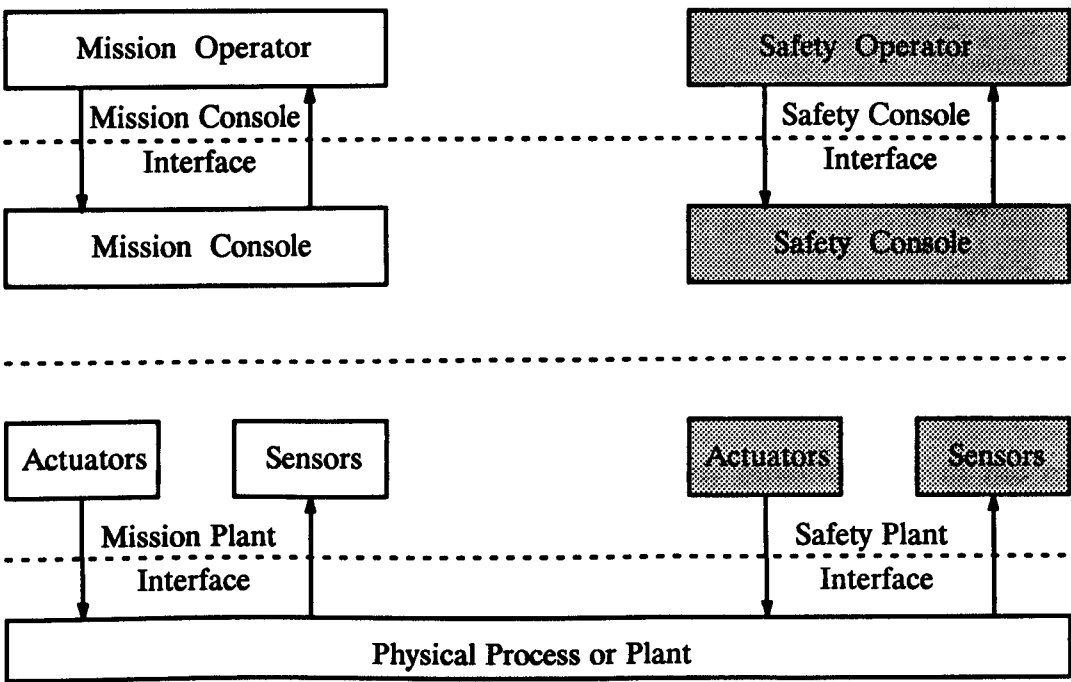 Mission Operator
Safety Operator
Mission Console
Interface
Safety Console
Interface
Mission Console
Safety Console
Actuators
Sensors
Actuators
Sensors
Mission Plant
Interface
Safety Plant
Interface
Physical Process or Plant